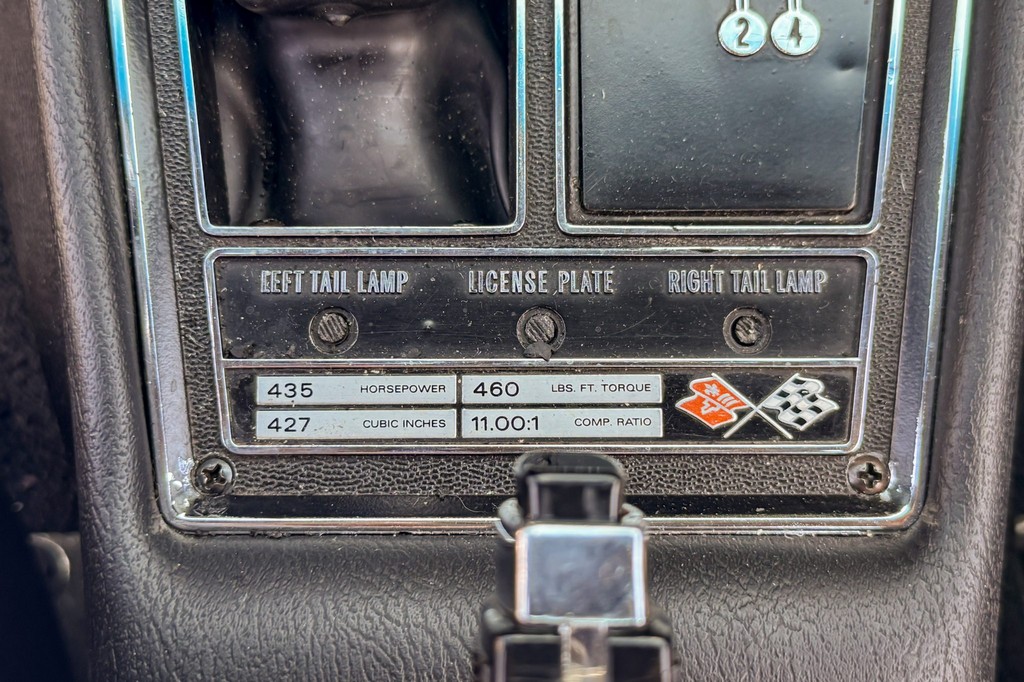 2 4
LEFT TAIL LAMP LICENSE PLATE RIGHT TAIL LAMP
435 HORSEPOWER 460 LBS. FT. TORQUE
427 CUBIC INCHES 11.00:1 COMP. RATIO